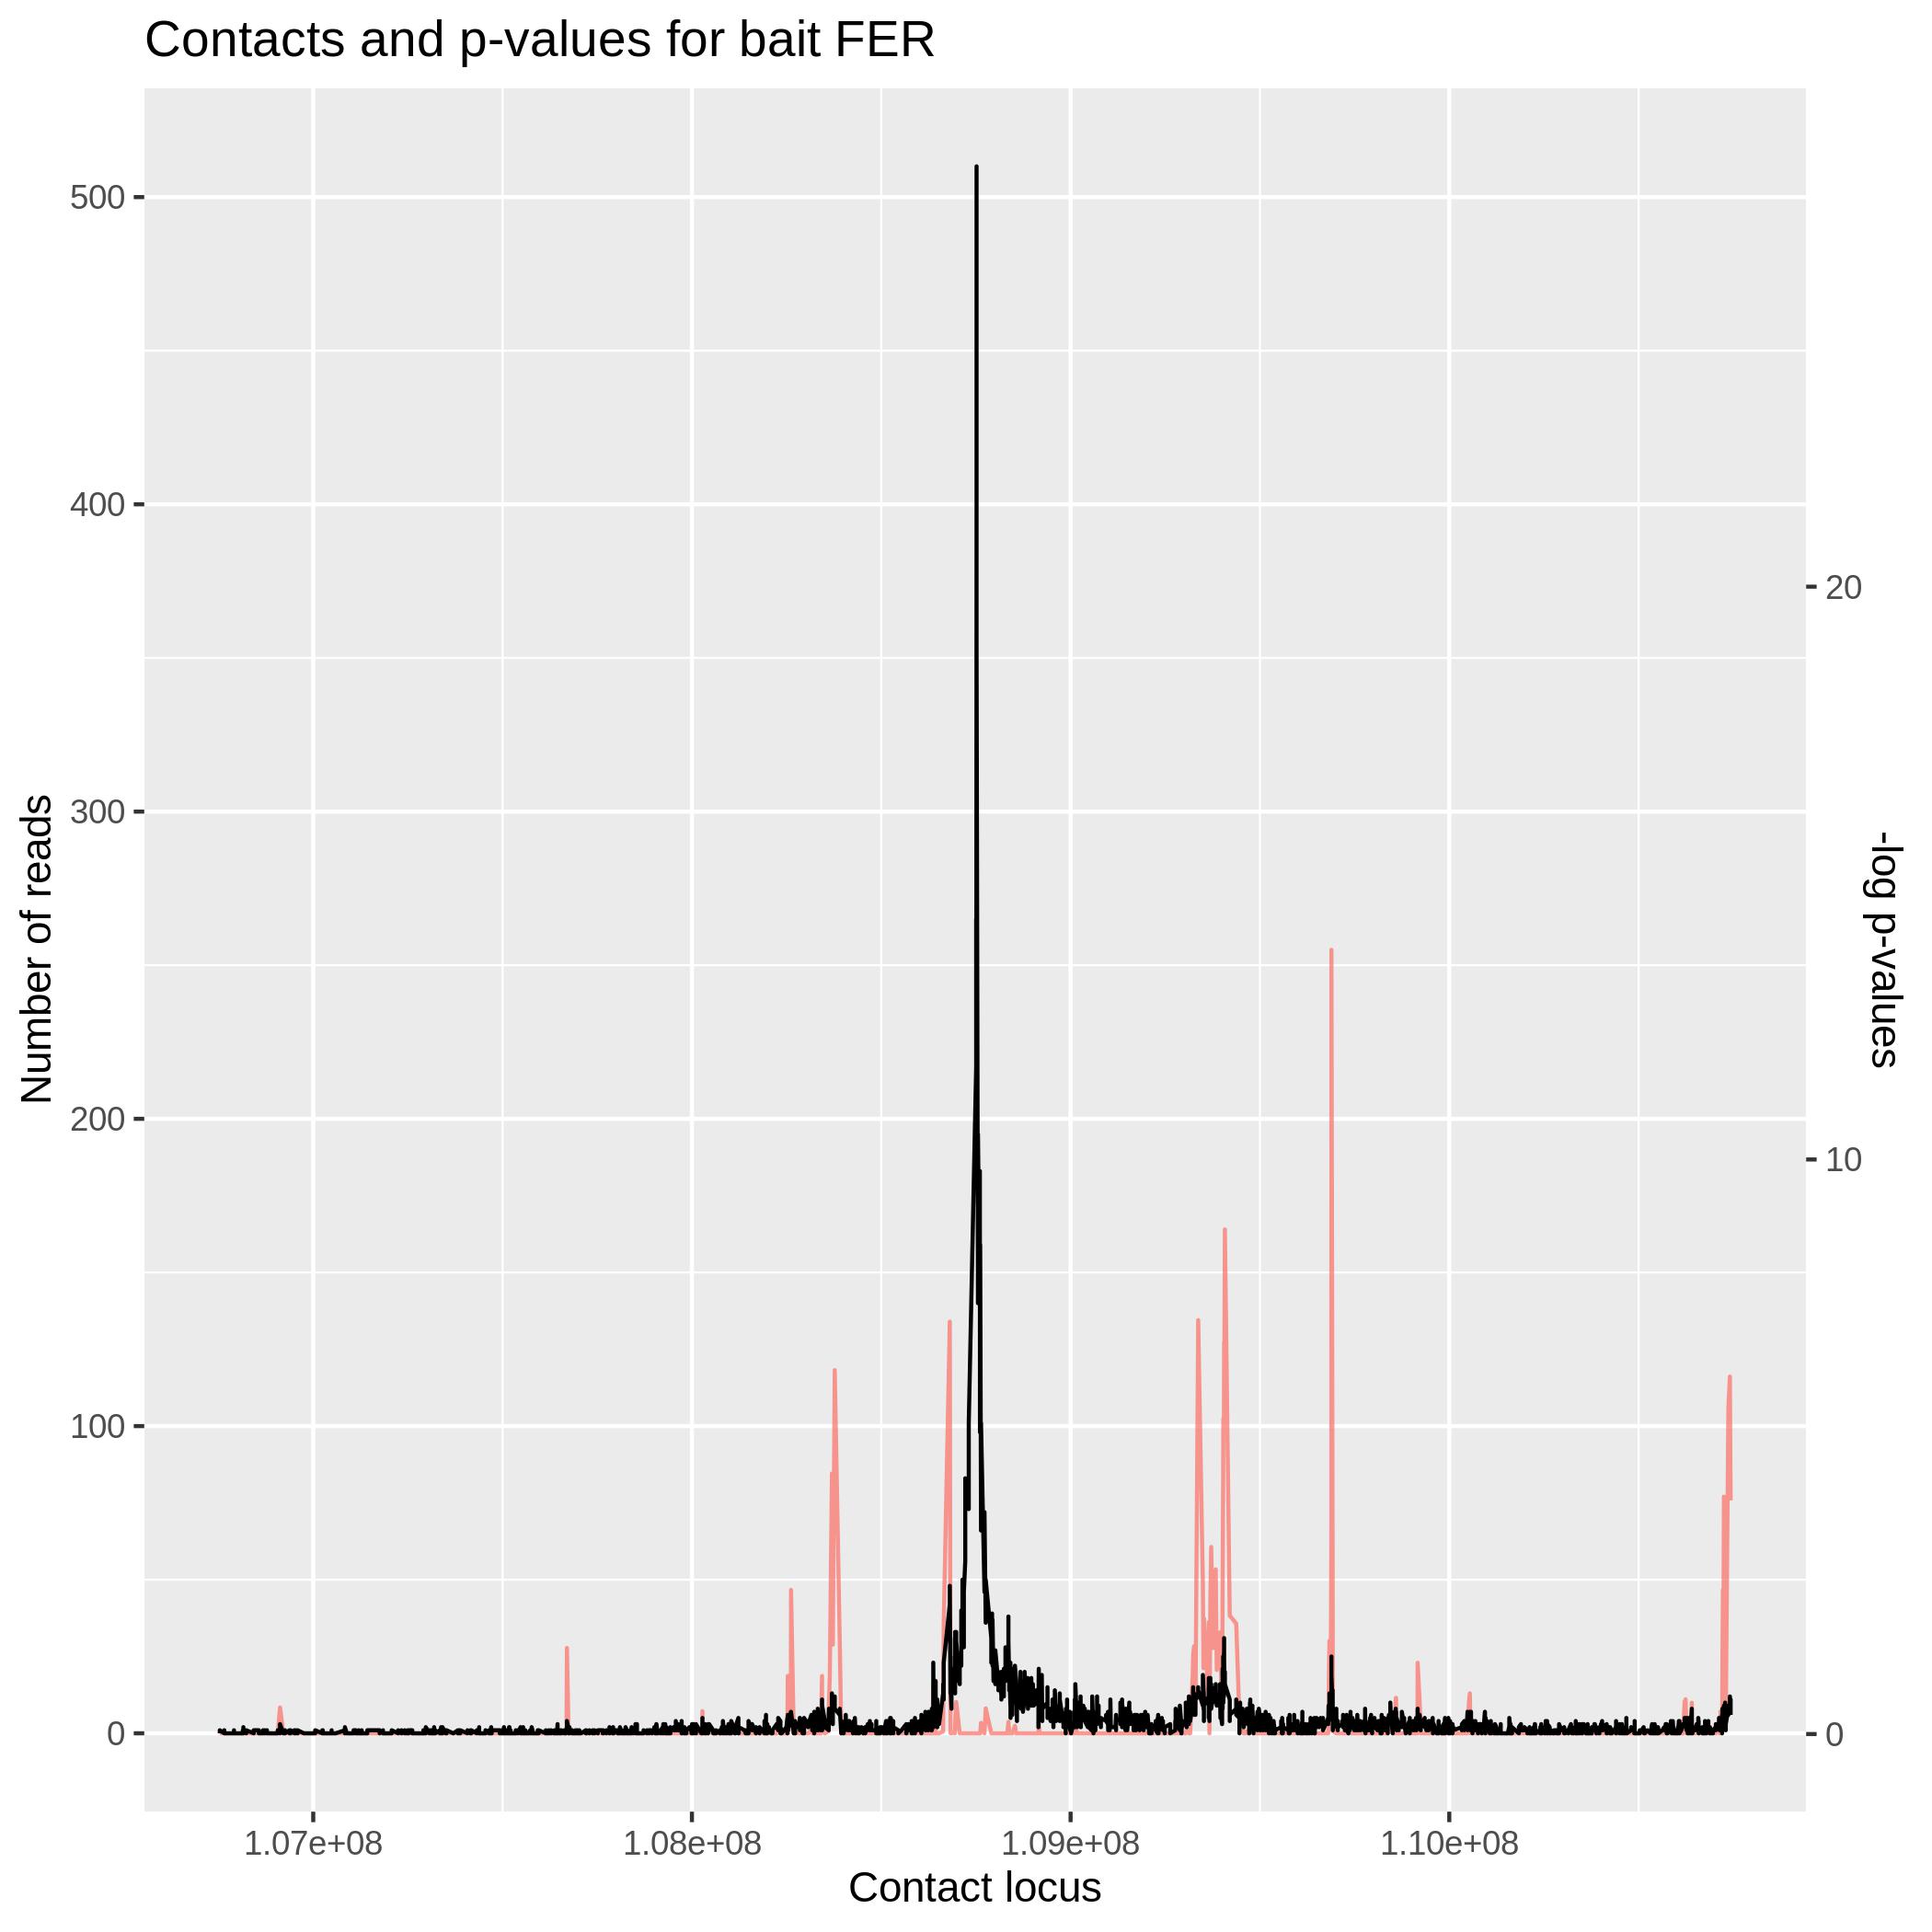 Contacts and p-values for bait FER
500
400
300
200
100
0
Number of reads
20
10
0
-log p-values
1.07e+08
1.08e+08
1.09e+08
1.10e+08
Contact locus